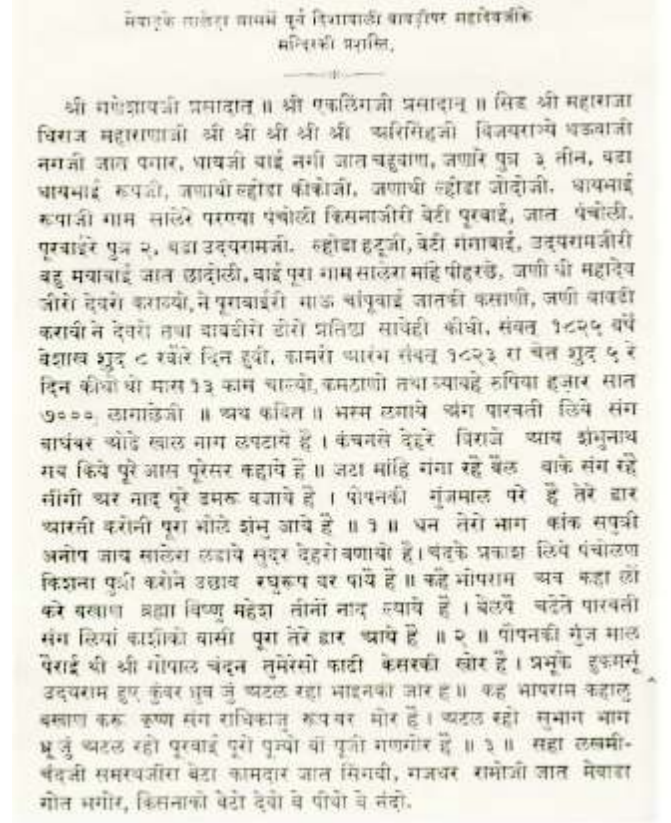 मेवाड़के सालेरा ग्राममें पूर्व दिशावाली बावड़ीपर महादेवजीके
मन्दिरकी प्रशस्ति.
श्री गणेशायजी प्रसादात् ॥ श्री एकलिंगजी प्रसादात् ॥ सिद्ध श्री महाराजा
धिराज महाराणाजी श्री श्री श्री श्री श्री अरिसिंहजी विजयराज्ये धऊवाजी
नगजी जात पगार, धायजी बाई नगी जात चहुवाण, जणारे पुत्र ३ तीन, बडा
धायभाई रूपजी, जणाथी ल्होडा कीकोजी, जणाथी ल्होडा जोदोजी. धायभाई
रूपाजी गाम सालेरे परएया पंचोली किसनाजीरी बेटी पूरबाई, जात पंचोली.
पूरबाईरे पुत्र २, बडा उदयरामजी. ल्होडा हटूजी, बेटी गंगाबाई, उदयरामजीरी
बहु मयाबाई जात छादोली, बाई पूरा गाम सालेरा मांहे पीहरछे, जणी थी महादेव
जीरो देवरो कराव्यो, ने पूराबाईरी माऊ चांपूबाई जातकी कसाणी, जणी बावडी
करावी ने देवरो तथा बावडीरो डोरो प्रतिष्ठा साथेही कीधी, संवत् १८२५ वर्षे
वेशाख शुद ८ रवीरे दिन हुवी, कामरो आरंभ संवत् १८२३ रा चेत शुद ५ रे
दिन कीधो थो मास १३ काम चाल्यो, कमठाणो तथा ब्यावहे रुपिया हजार सात
७०००, लागाछेजी ॥ अथ कवित ॥ भस्म लगाये अंग पारवती लिये संग
बाघंबर ओढे खाल नाग लपटाये है । कंचनसे देहरे विराजे आय शंभुनाथ
सब किये पूरे आस पूरेसर कहाये है ॥ जटा मांहि गंगा रहे बैल वाके संग रहे
सींगी अर नाद पूरे डमरू बजाये है । पोपनकी गुंजमाल परे है तेरे द्वार
आरती करोनी पूरा भोले शंभु आये है ॥ १ ॥ धन तेरो भाग कांक सपुत्री
अनोप जाय सालेरा लडाये सुदर देहरो बणायो है । चंदके प्रकाश लिये पंचोलण
किशना पुत्री करोने उछाव रघुरूप वर पाये है ॥ कहे भोपराम अब कहा लों
करे बखाण ब्रह्मा विष्णु महेश तीनों नाद ल्याये है । बेलपे चढेने पारवती
संग लियां काशीको वासी पूरा तेरे द्वार आये है ॥ २ ॥ पोपनकी गुंज माल
पैराई थी श्री गोपाल चंदन तुमेरेसो फाटी केसरकी खोर है । प्रभूके हुकमसूं
उदयराम हुए कुंवर ध्रुव जुं अटल रहा भाइनकी जोर है ॥ कहे भोपराम कहालु
बखाण करू कृष्ण संग राधिकाजु रूप वर मोर है । अटल रहो सुभाग भाग
ध्रू जुं अटल रहो पूरबाई पूरो पूज्यो वों पूजी गणगोर है ॥ ३ ॥ सहा लखमी-
चंदजी समरथजीरा बेटा कामदार जात सिंगवी, गजधर रामोजी जात मेवाडा
गोत भगोर, किसनाको बेटो देवो वे पीथो वे नंदो.